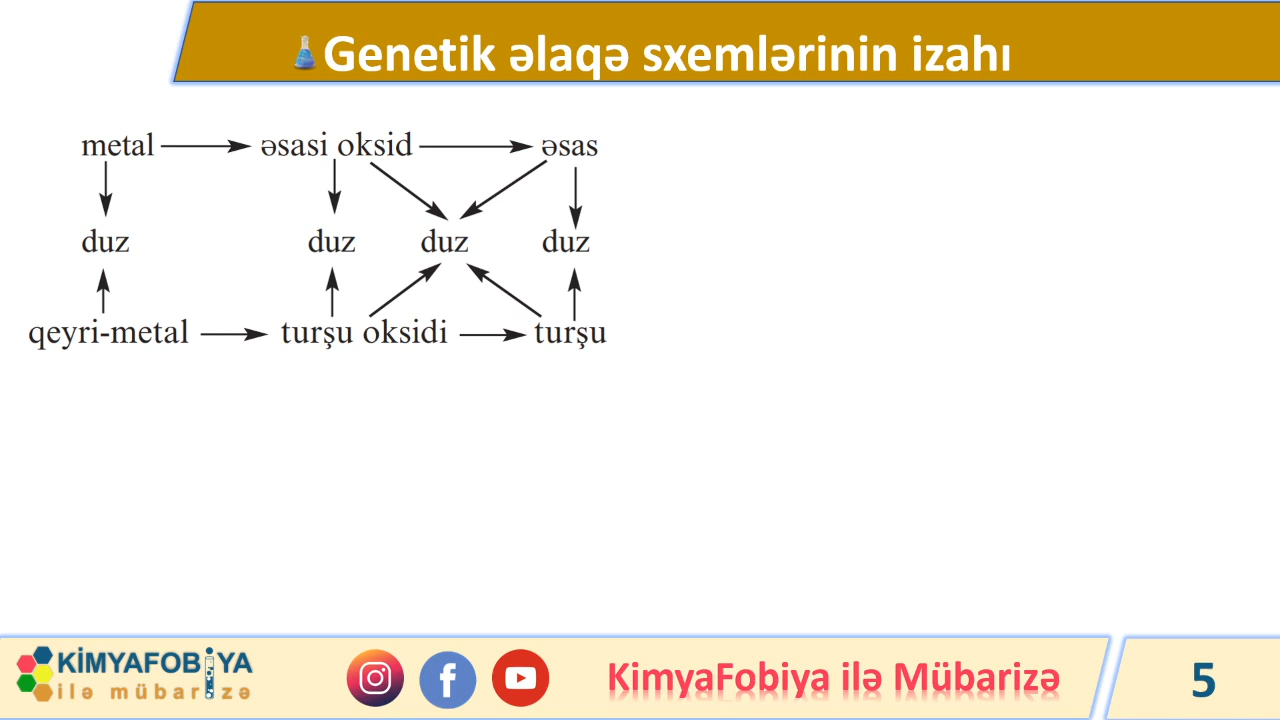 Genetik əlaqə sxemlərinin izahı
metal əsasi oksid əsas
duz duz duz duz
qeyri-metal turşu oksidi turşu
KİMYAFOBİYA
ilə mübarizə
KimyaFobiya ilə Mübarizə
5